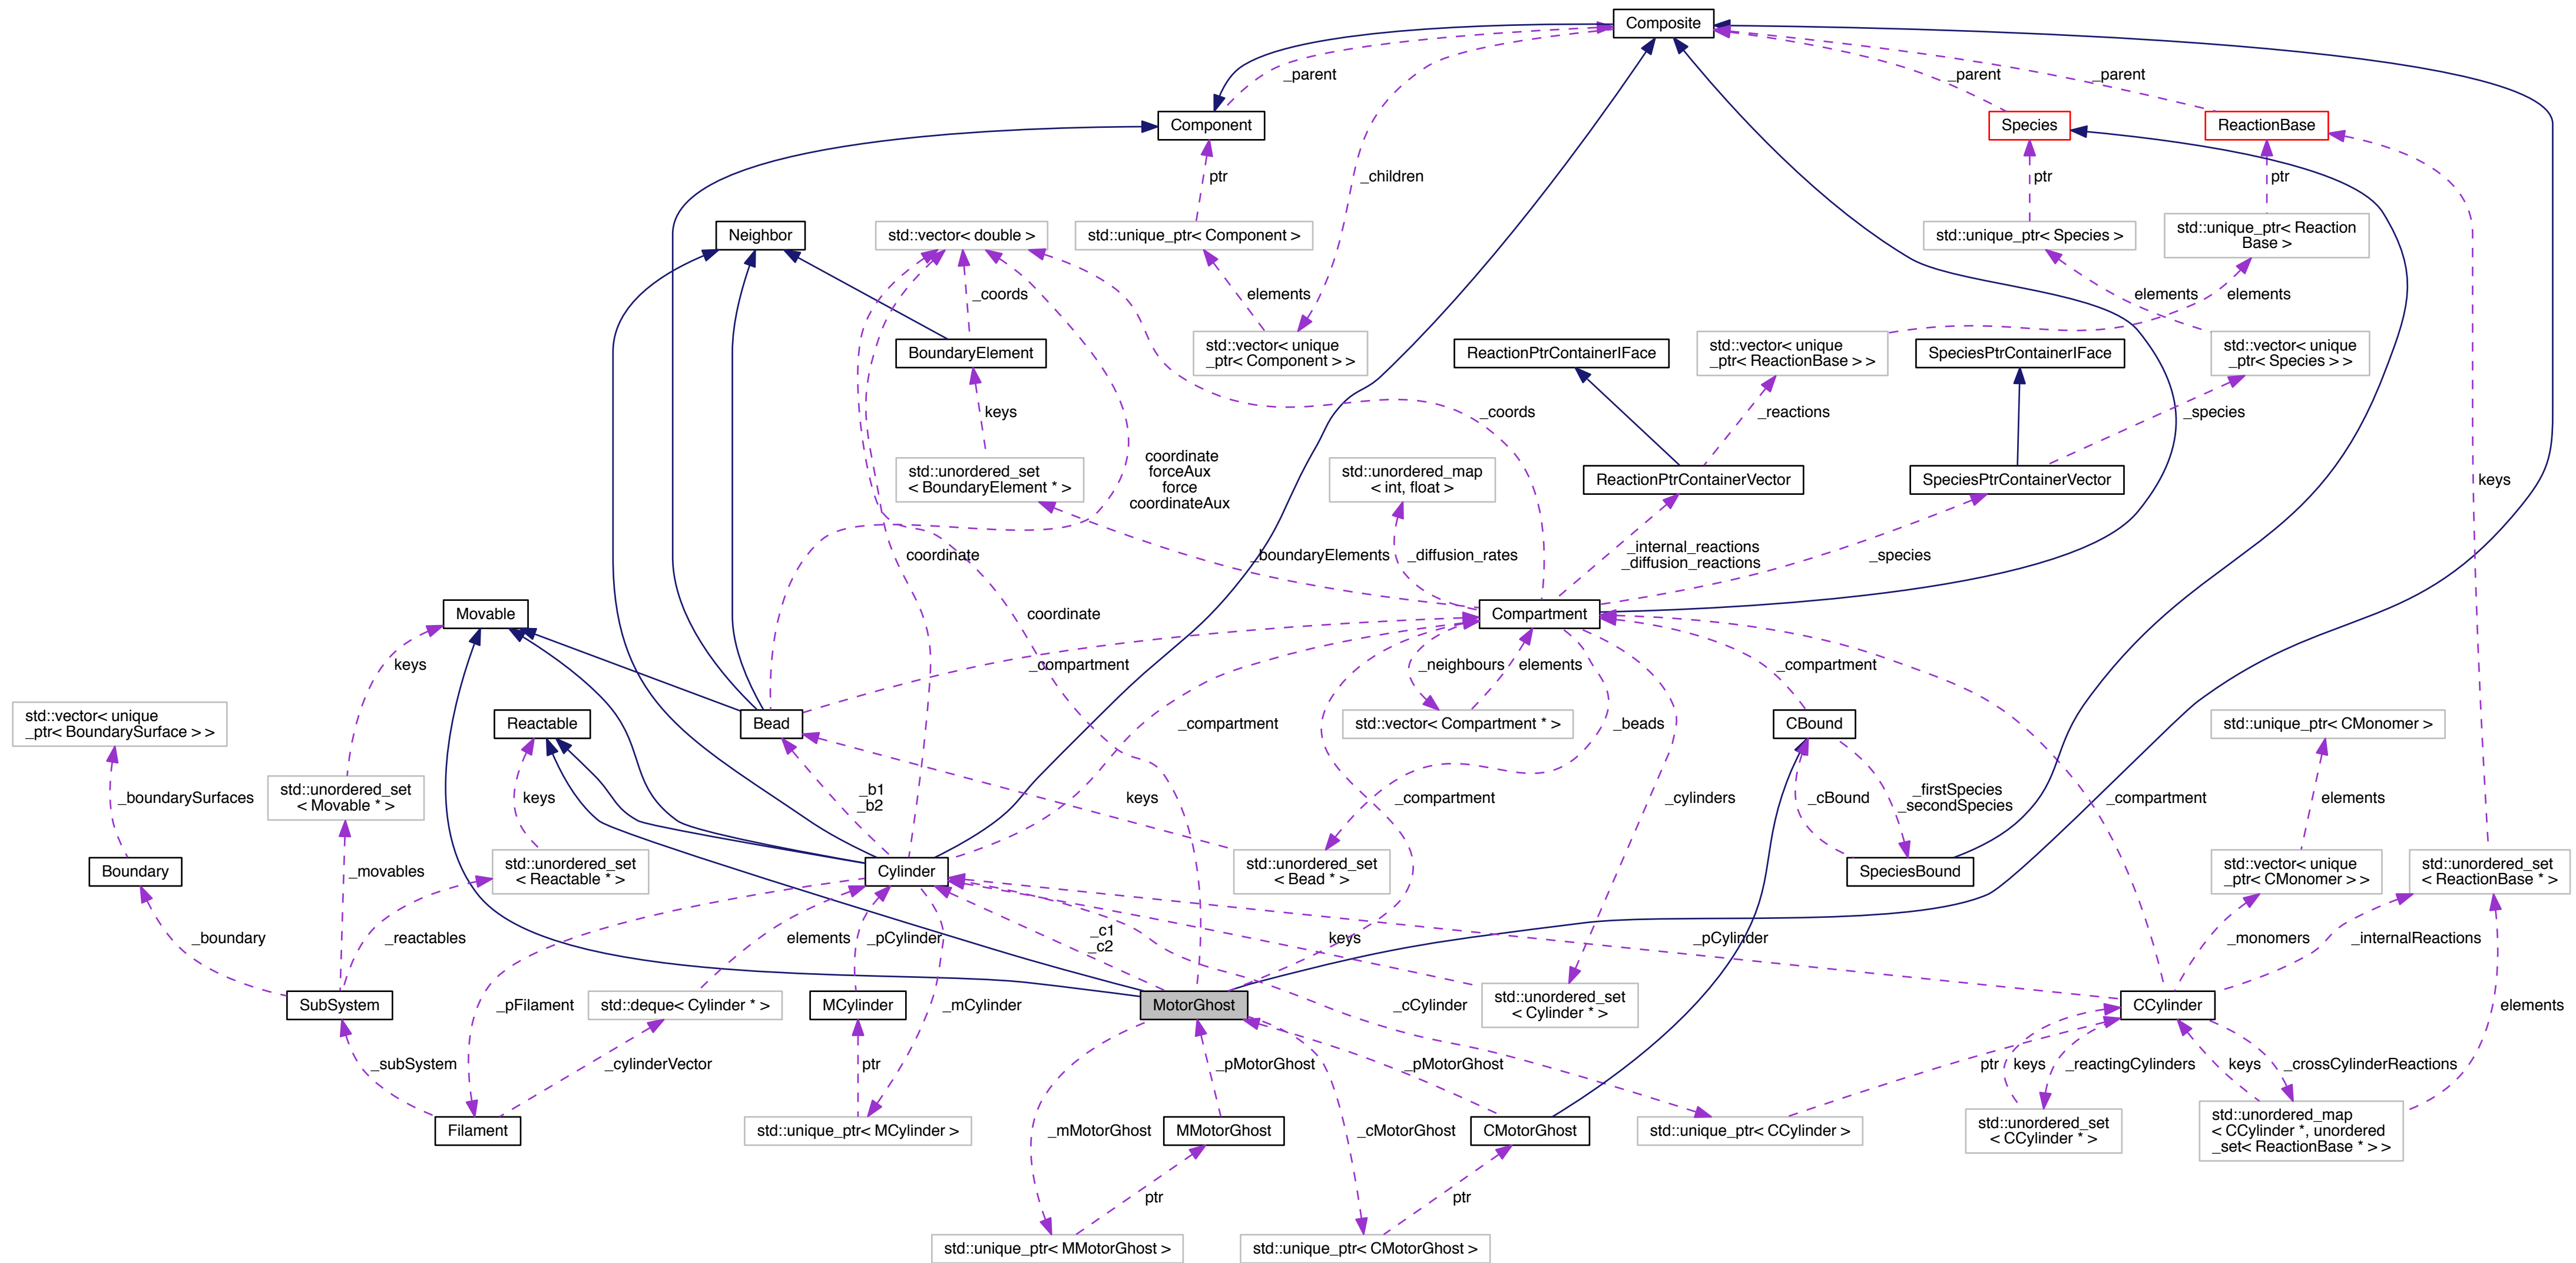 Composite
_parent
_parent
_parent
Component
Species
ReactionBase
ptr
_children
ptr
ptr
Neighbor
std::vector< double >
std::unique_ptr< Component >
std::unique_ptr< Species >
std::unique_ptr< Reaction
Base >
_coords
elements
elements
elements
BoundaryElement
std::vector< unique
_ptr< Component > >
ReactionPtrContainerIFace
std::vector< unique
_ptr< ReactionBase > >
SpeciesPtrContainerIFace
std::vector< unique
_ptr< Species > >
keys
_coords
_reactions
_species
coordinate
forceAux
force
coordinateAux
std::unordered_set
< BoundaryElement * >
std::unordered_map
< int, float >
ReactionPtrContainerVector
SpeciesPtrContainerVector
keys
coordinate
_boundaryElements
_diffusion_rates
_internal_reactions
_diffusion_reactions
_species
Movable
coordinate
Compartment
keys
_compartment
_neighbours
elements
_compartment
std::vector< unique
_ptr< BoundarySurface > >
Reactable
Bead
_compartment
std::vector< Compartment * >
_beads
CBound
std::unique_ptr< CMonomer >
_boundarySurfaces
std::unordered_set
< Movable * >
keys
_b1
_b2
keys
_compartment
_cylinders
_cBound
_firstSpecies
_secondSpecies
_compartment
elements
Boundary
_movables
std::unordered_set
< Reactable * >
Cylinder
std::unordered_set
< Bead * >
SpeciesBound
std::vector< unique
_ptr< CMonomer > >
std::unordered_set
< ReactionBase * >
_boundary
_reactables
elements
_pCylinder
_c1
_c2
keys
_pCylinder
_monomers
_internalReactions
SubSystem
_pFilament
std::deque< Cylinder * >
MCylinder
_mCylinder
MotorGhost
_cCylinder
std::unordered_set
< Cylinder * >
CCylinder
elements
_subSystem
_cylinderVector
ptr
_pMotorGhost
_pMotorGhost
ptr
keys
_reactingCylinders
keys
_crossCylinderReactions
Filament
std::unique_ptr< MCylinder >
_mMotorGhost
MMotorGhost
_cMotorGhost
CMotorGhost
std::unique_ptr< CCylinder >
std::unordered_set
< CCylinder * >
std::unordered_map
< CCylinder *, unordered
_set< ReactionBase * > >
ptr
ptr
std::unique_ptr< MMotorGhost >
std::unique_ptr< CMotorGhost >